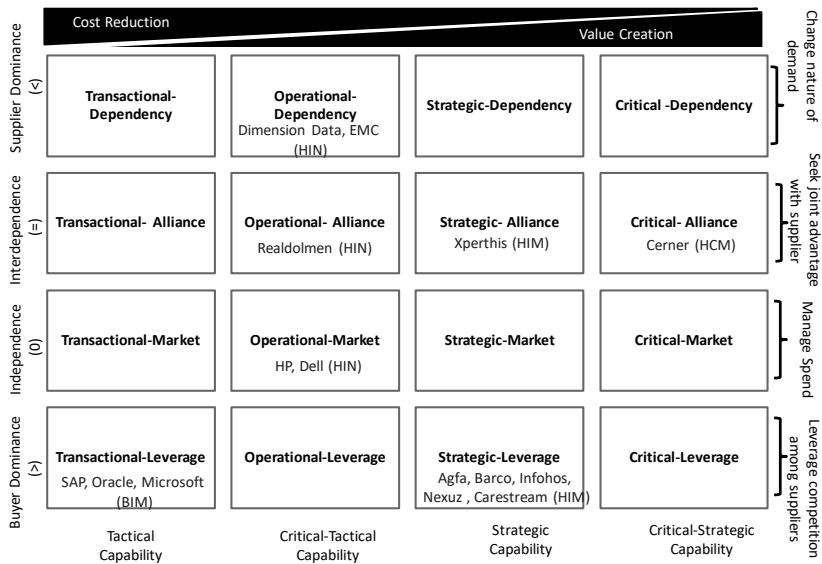 Cost Reduction
Value Creation
Supplier Dominance
(<)
Transactional-
Dependency
Operational-
Dependency
Dimension Data, EMC
(HIN)
Strategic-Dependency
Critical -Dependency
Change nature of
demand
Interdependence
(=)
Transactional- Alliance
Operational- Alliance
Realdolmen (HIN)
Strategic- Alliance
Xperthis (HIM)
Critical- Alliance
Cerner (HCM)
Seek joint advantage
with supplier
Independence
(0)
Transactional-Market
Operational-Market
HP, Dell (HIN)
Strategic-Market
Critical-Market
Manage Spend
Buyer Dominance
(>)
Transactional-Leverage
SAP, Oracle, Microsoft
(BIM)
Operational-Leverage
Strategic-Leverage
Agfa, Barco, Infohos,
Nexuz , Carestream (HIM)
Critical-Leverage
Leverage competition
among suppliers
Tactical
Capability
Critical-Tactical
Capability
Strategic
Capability
Critical-Strategic
Capability